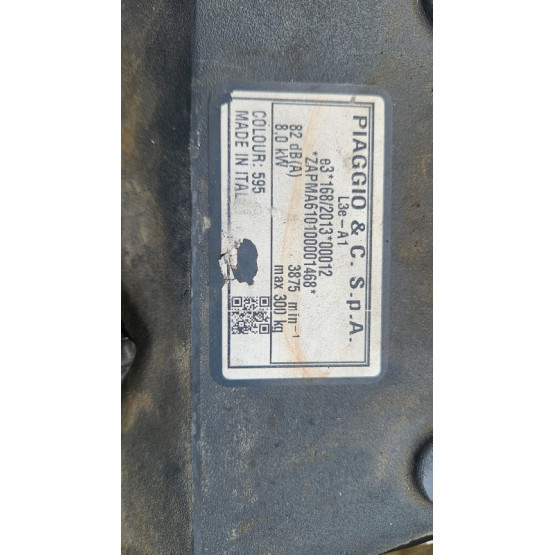 PIAGGIO & C. S.p.A.
L3e-A1
e3*168/2013*00012
*ZAPMA6101000001468*
82 dB(A) 3875 min-1
8.0 kW max 300 kg
COLOUR: 595
MADE IN ITAL